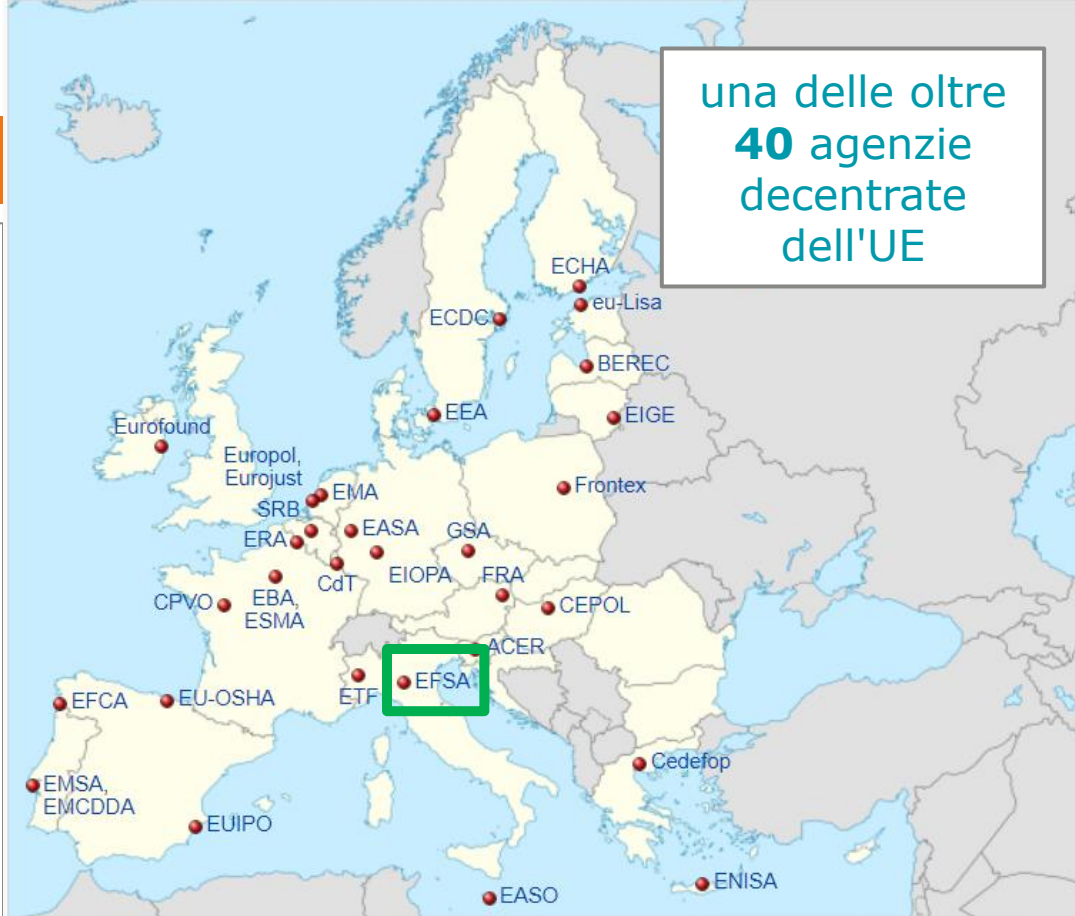 una delle oltre
40 agenzie
decentrate
dell'UE
ECHA
eu-Lisa
ECDC
BEREC
EEA
EIGE
Eurofound
Europol,
Eurojust
EMA
Frontex
SRB
ERA
EASA
GSA
EIOPA
FRA
CdT
CPVO
EBA,
ESMA
CEPOL
ACER
EFSA
ETF
EFCA
EU-OSHA
Cedefop
EMSA,
EMCDDA
EUIPO
ENISA
EASO